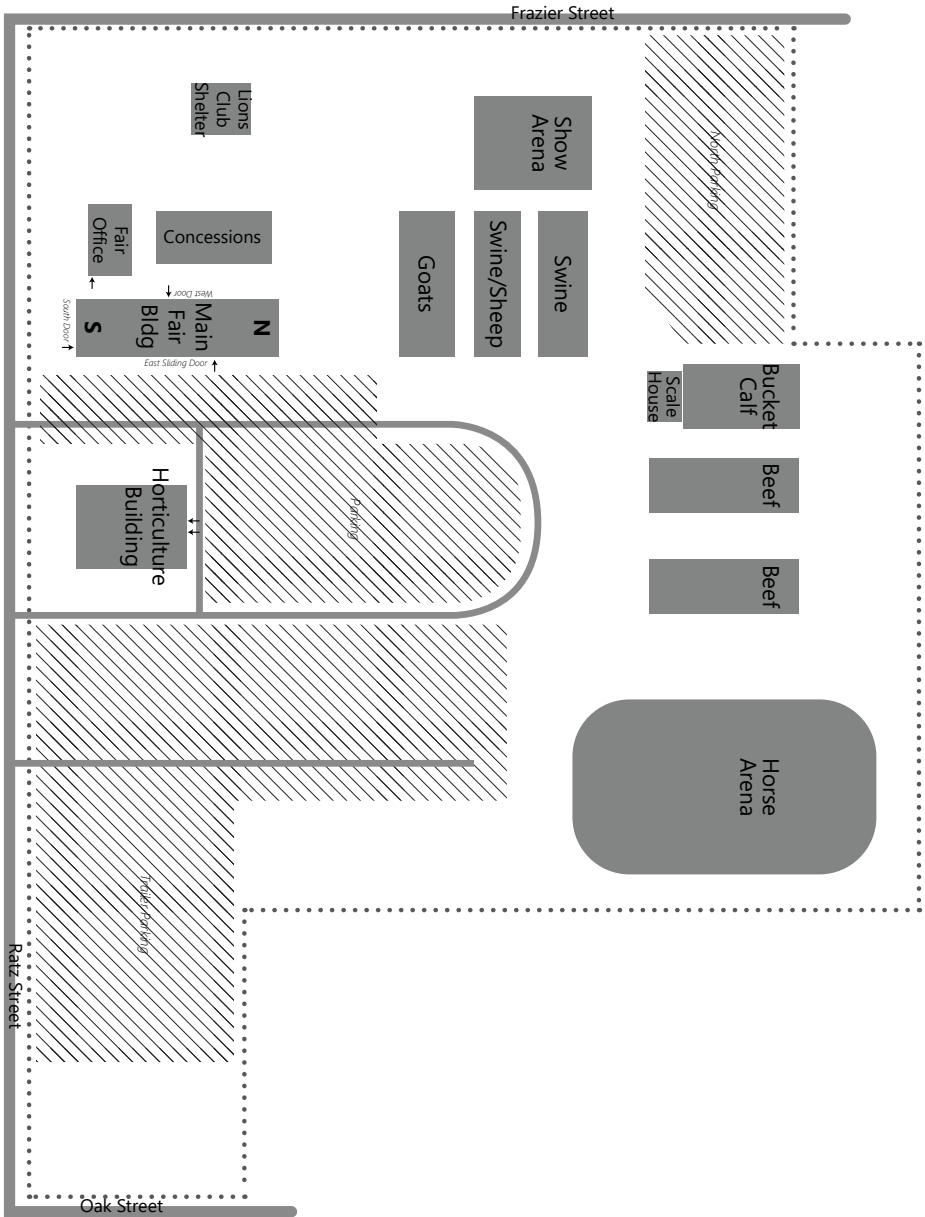 Frazier Street
Lions
Club
Shelter
Show
Arena
North Parking
Fair
Office
Concessions
Goats
Swine/Sheep
Swine
West Door
South Door
S
Main
Fair
Bldg
N
East Sliding Door
Bucket
Calf
Scale
House
Beef
Horticulture
Building
Parking
Beef
Horse
Arena
Trailer Parking
Ratz Street
Oak Street